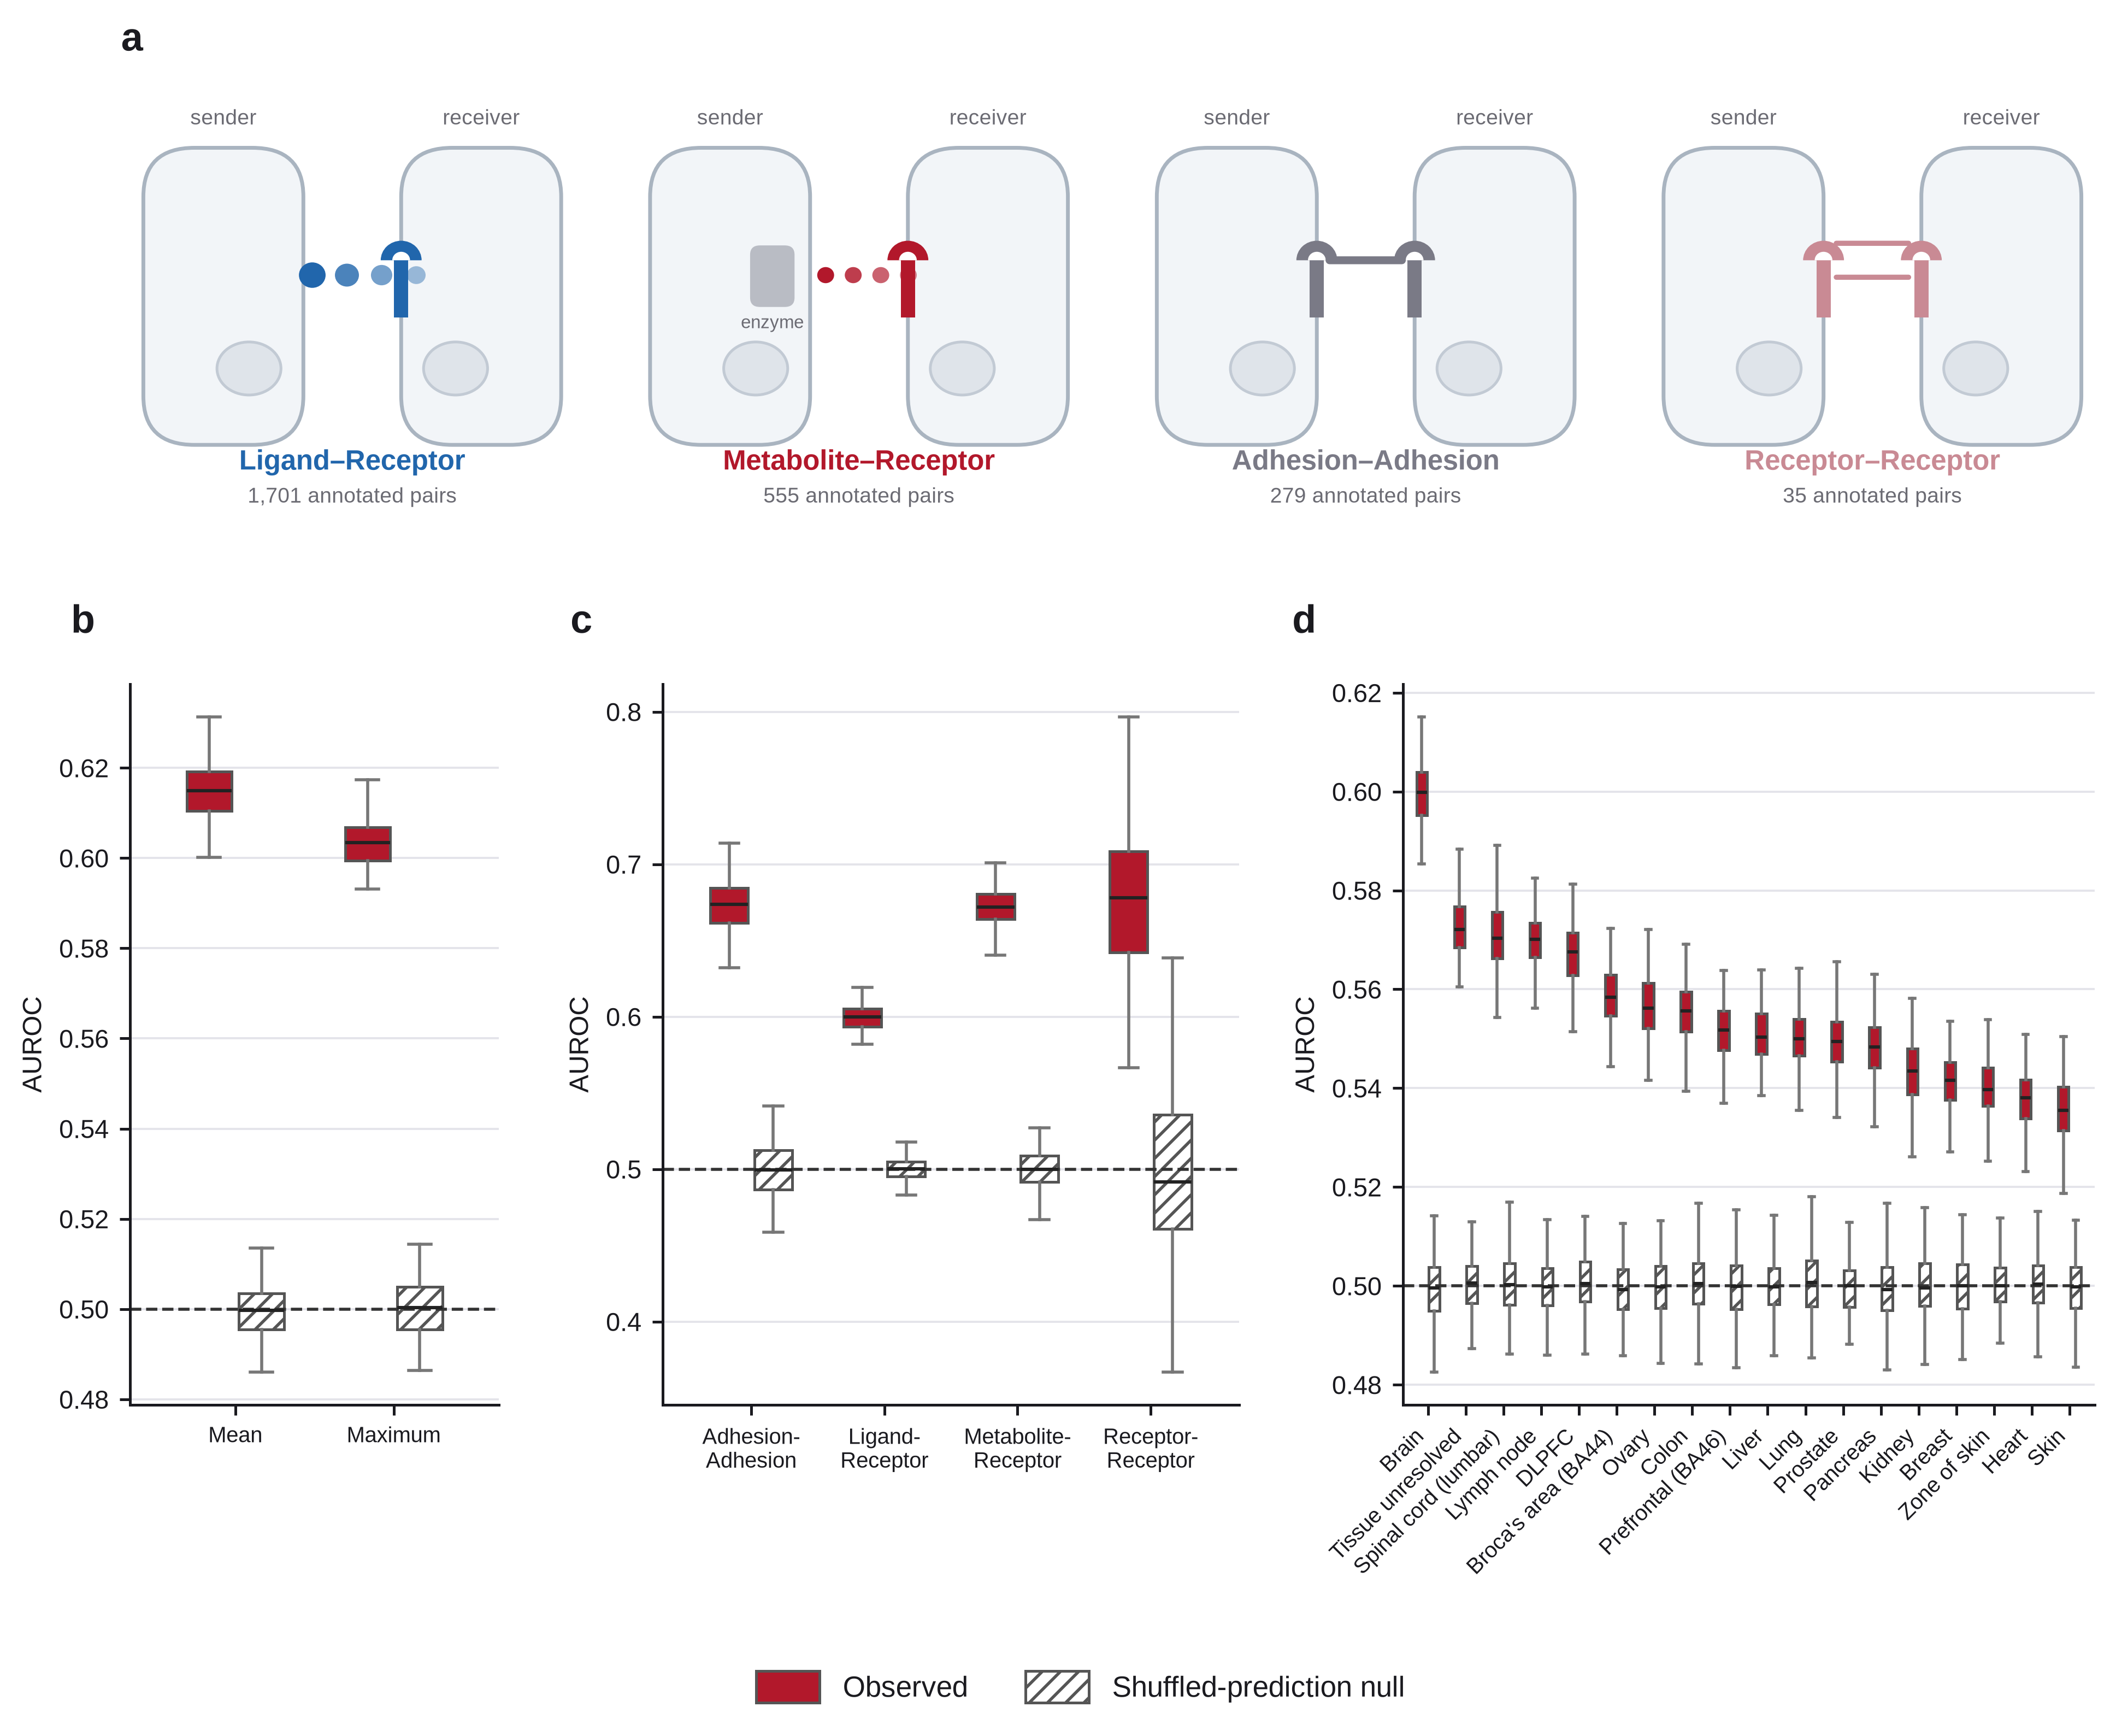 a
sender
receiver
sender
receiver
sender
receiver
sender
receiver
enzyme
Ligand–Receptor
Metabolite–Receptor
Adhesion–Adhesion
Receptor–Receptor
1,701 annotated pairs
555 annotated pairs
279 annotated pairs
35 annotated pairs
b
AUROC
0.62
0.60
0.58
0.56
0.54
0.52
0.50
0.48
Mean
Maximum
c
AUROC
0.8
0.7
0.6
0.5
0.4
Adhesion-
Adhesion
Ligand-
Receptor
Metabolite-
Receptor
Receptor-
Receptor
d
AUROC
0.62
0.60
0.58
0.56
0.54
0.52
0.50
0.48
Brain
Tissue unresolved
Spinal cord (lumbar)
Lymph node
DLPFC
Broca's area (BA44)
Ovary
Colon
Prefrontal (BA46)
Liver
Lung
Prostate
Pancreas
Kidney
Breast
Zone of skin
Heart
Skin
Observed
Shuffled-prediction null